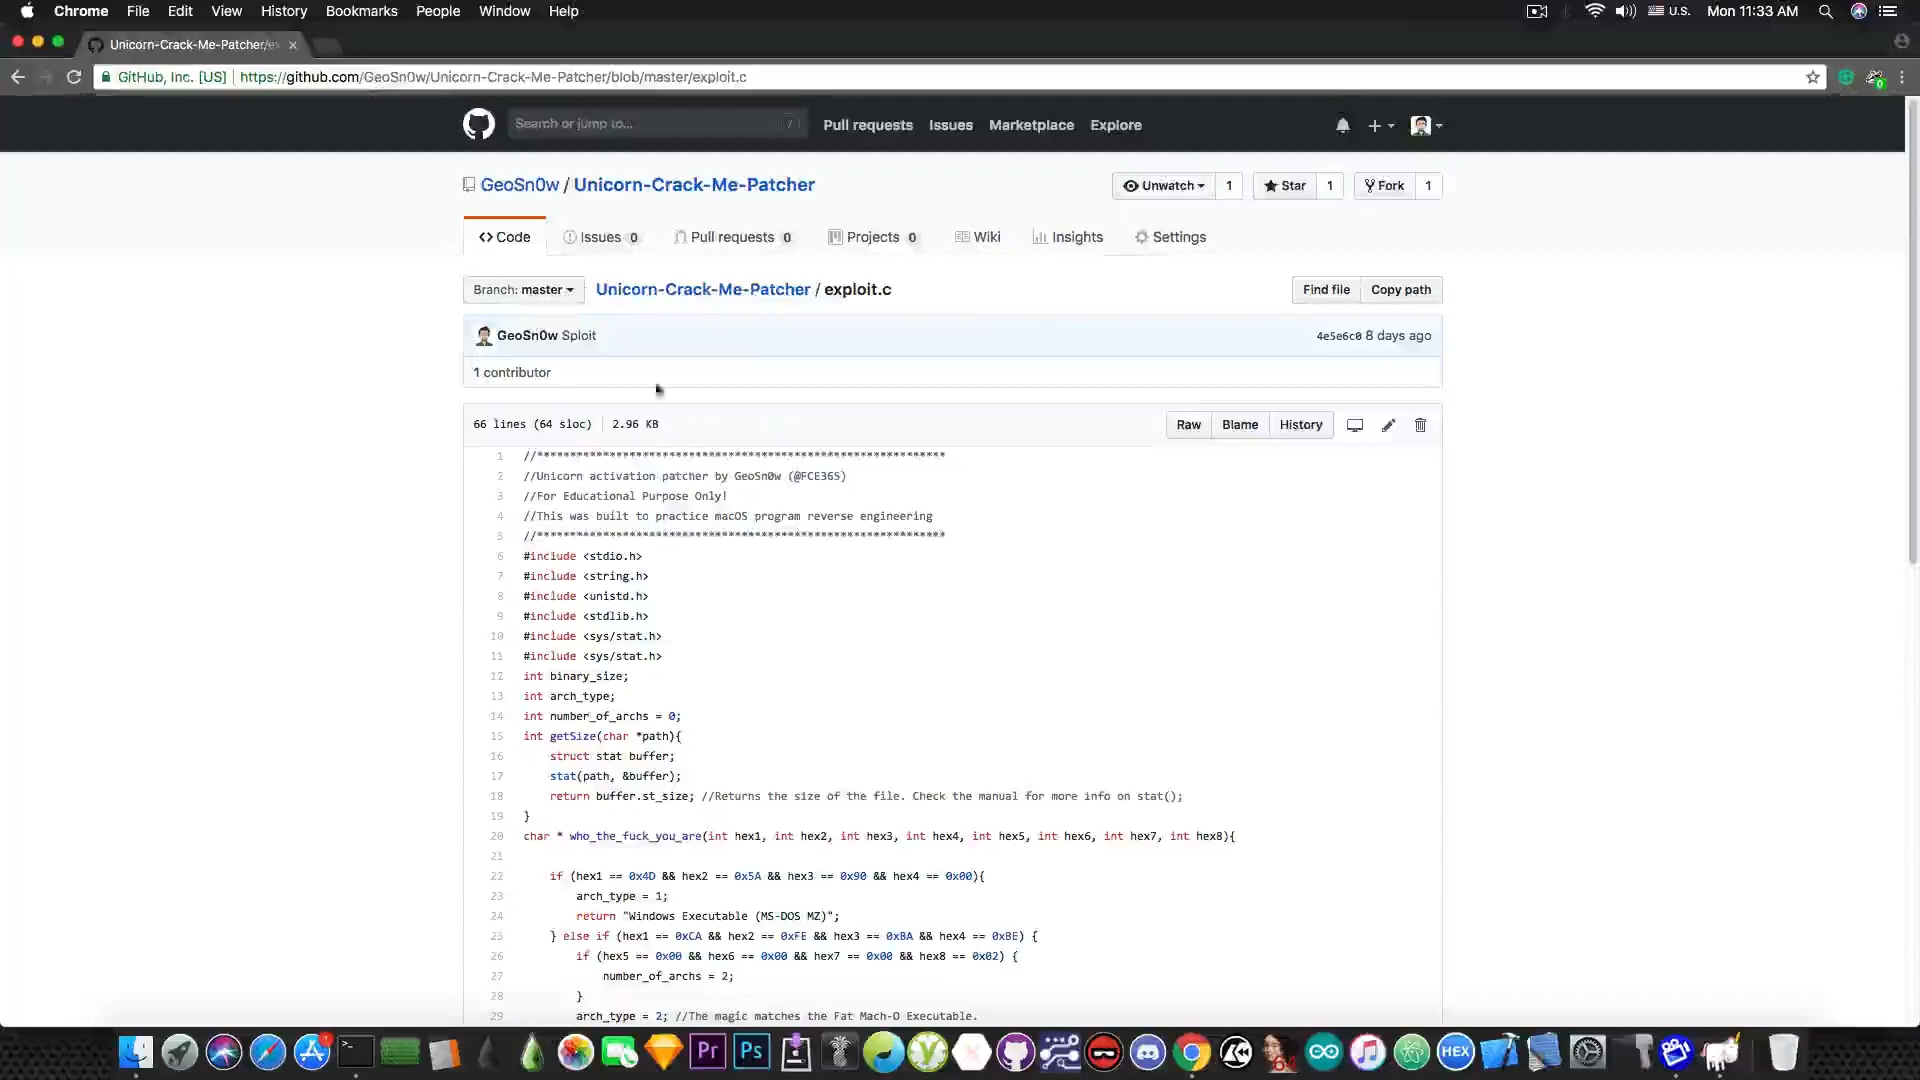 Chrome File Edit View History Bookmarks People Window Help U.S. Mon 11:33 AM
Unicorn-Crack-Me-Patcher/ex
GitHub, Inc. [US] https://github.com/GeoSn0w/Unicorn-Crack-Me-Patcher/blob/master/exploit.c
Search or jump to... / Pull requests Issues Marketplace Explore
GeoSn0w / Unicorn-Crack-Me-Patcher Unwatch 1 Star 1 Fork 1
<> Code Issues 0 Pull requests 0 Projects 0 Wiki Insights Settings
Branch: master Unicorn-Crack-Me-Patcher / exploit.c Find file Copy path
GeoSn0w Sploit 4e5e6c0 8 days ago
1 contributor
66 lines (64 sloc) 2.96 KB Raw Blame History
1 //**************************************************************
2 //Unicorn activation patcher by GeoSn0w (@FCE365)
3 //For Educational Purpose Only!
4 //This was built to practice macOS program reverse engineering
5 //**************************************************************
6 #include <stdio.h>
7 #include <string.h>
8 #include <unistd.h>
9 #include <stdlib.h>
10 #include <sys/stat.h>
11 #include <sys/stat.h>
12 int binary_size;
13 int arch_type;
14 int number_of_archs = 0;
15 int getSize(char *path){
16 struct stat buffer;
17 stat(path, &buffer);
18 return buffer.st_size; //Returns the size of the file. Check the manual for more info on stat();
19 }
20 char * who_the_fuck_you_are(int hex1, int hex2, int hex3, int hex4, int hex5, int hex6, int hex7, int hex8){
21
22 if (hex1 == 0x4D && hex2 == 0x5A && hex3 == 0x90 && hex4 == 0x00){
23 arch_type = 1;
24 return "Windows Executable (MS-DOS MZ)";
25 } else if (hex1 == 0xCA && hex2 == 0xFE && hex3 == 0xBA && hex4 == 0xBE) {
26 if (hex5 == 0x00 && hex6 == 0x00 && hex7 == 0x00 && hex8 == 0x02) {
27 number_of_archs = 2;
28 }
29 arch_type = 2; //The magic matches the Fat Mach-O Executable.
Pr Ps HEX